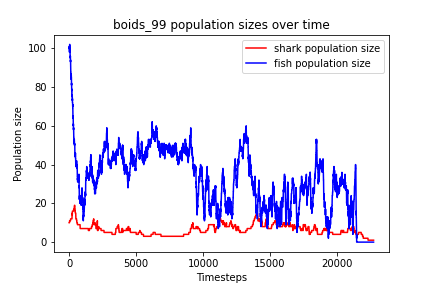 boids_99 population sizes over time
shark population size
fish population size
Population size
100
80
60
40
20
0
0 5000 10000 15000 20000
Timesteps